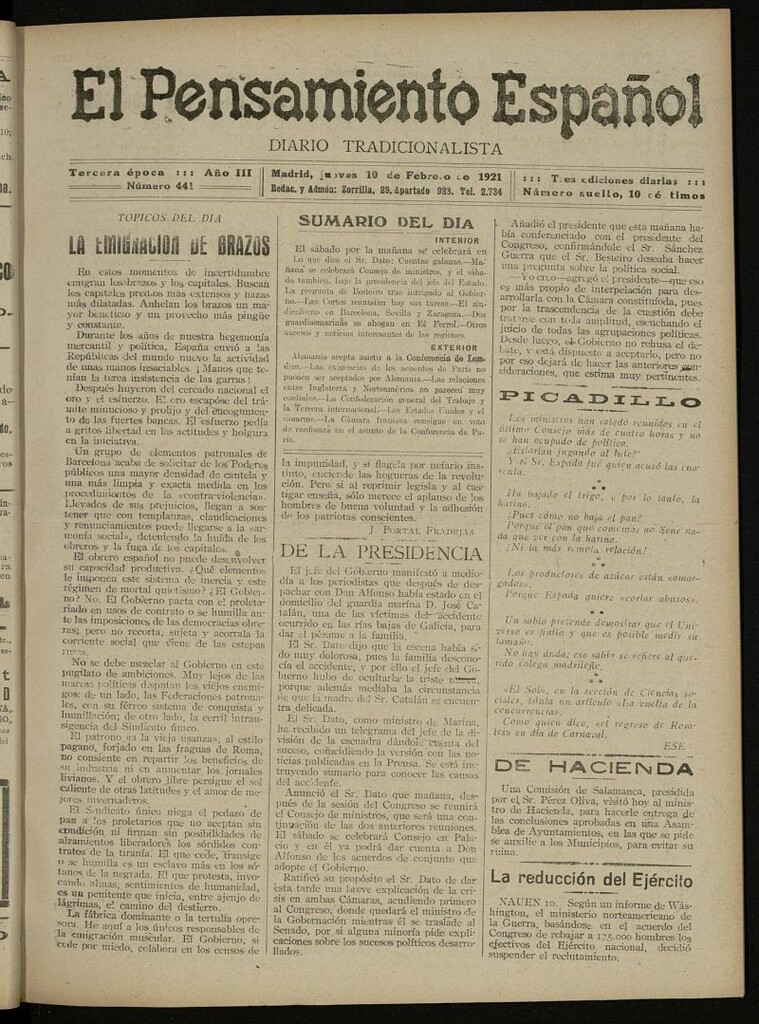 El Pensamiento Español
DIARIO TRADICIONALISTA
Tercera época ::: Año III
Número 441
Madrid, jueves 10 de Febrero de 1921
Redac. y Admón: Zorrilla, 29. Apartado 923. Tel. 2.734
::: Tres ediciones diarias :::
Número suelto, 10 céntimos
TOPICOS DEL DIA
LA EMIGRACION DE BRAZOS
En estos momentos de incertidumbre
emigran los brazos y los capitales. Buscan
los capitales predios más extensos y hazas
más dilatadas. Anhelan los brazos un ma-
yor beneficio y un provecho más pingüe
y constante.
Durante los años de nuestra hegemonía
mercantil y política, España envió a las
Repúblicas del mundo nuevo la actividad
de unas manos insaciables. ¡Manos que te-
nían la terca insistencia de las garras!
Después huyeron del cercado nacional el
oro y el esfuerzo. El oro escapóse del trá-
mite minucioso y prolijo y del encogimien-
to de las fuertes bancas. El esfuerzo pedía
a gritos libertad en las actitudes y holgura
en la iniciativa.
Un grupo de elementos patronales de
Barcelona acaba de solicitar de los Poderes
públicos una mayor densidad de cautela y
una más limpia y exacta medida en los
procedimientos de la «contraviolencia».
Llevados de sus prejuicios, llegan a sos-
tener que con templanzas, claudicaciones
y renunciamientos puede llegarse a la «ar-
monía social», deteniendo la huída de los
obreros y la fuga de los capitales.
El obrero español no puede desenvolver
su capacidad productiva. ¿Qué elementos
le imponen este sistema de inercia y este
régimen de mortal quietismo? ¿El Gobier-
no? No. El Gobierno pacta con el proleta-
riado en usos de contrato o se humilla an-
te las imposiciones de las democracias obre-
ras; pero no recorta, sujeta y acorrala la
corriente social que viene de las estepas
rusas.
No se debe mezclar al Gobierno en este
pugilato de ambiciones. Muy lejos de las
marcas políticas disputan los viejos enemi-
gos: de un lado, las Federaciones patrona-
les, con su férreo sistema de conquista y
humillación; de otro lado, la cerril intran-
sigencia del Sindicato único.
El patrono «a la vieja usanza», al estilo
pagano, forjado en las fraguas de Roma,
no consiente en repartir los beneficios de
su industria ni en aumentar los jornales
livianos. Y el obrero libre persigue el sol
caliente de otras latitudes y el amor de me-
jores invernaderos.
El Sindicato único niega el pedazo de
pan a los proletarios que no aceptan sin
condición ni firman sin posibilidades de
alzamientos liberadores los sórdidos con-
tratos de la tiranía. El que cede, transige
o se humilla es un esclavo más en los só-
tanos de la negrada. El que protesta, invo-
cando almas, sentimientos de humanidad,
es un penitente que inicia, entre ajenjo de
lágrimas, el camino del destierro.
La fábrica dominante o la tertulia opre-
sora. He aquí a los únicos responsables de
la emigración muscular. El Gobierno, si
cede por miedo, colabora en los censos de
SUMARIO DEL DIA
INTERIOR
El sábado por la mañana se celebrará en
Lo que dice el Sr. Dato: Cuentas galanas.—Ma-
ñana se celebrará Consejo de ministros, y el sába-
do también, bajo la presidencia del jefe del Estado.
La pregunta de Besteiro trae intrigado al Gobier-
no.—Las Cortes reanudan hoy sus tareas.—El sin-
dicalismo en Barcelona, Sevilla y Zaragoza.—Dos
guardiasmarinas se ahogan en El Ferrol.—Otros
sucesos y noticias interesantes de las regiones.
EXTERIOR
Alemania acepta asistir a la Conferencia de Lon-
dres.—Las exigencias de los acuerdos de París no
pueden ser aceptados por Alemania.—Las relaciones
entre Inglaterra y Norteamérica no parecen muy
cordiales.—La Confederación general del Trabajo y
la Tercera internacional.—Los Estados Unidos y el
desarme.—La Cámara francesa consigue un voto
de confianza en el asunto de la Conferencia de Pa-
rís.
la impunidad, y si flagela por nefario ins-
tinto, enciende las hogueras de la revolu-
ción. Pero si al reprimir legisla y al cas-
tigar enseña, sólo merece el aplauso de los
hombres de buena voluntad y la adhesión
de los patriotas conscientes.
J. PORTAL FRADEJAS
DE LA PRESIDENCIA
El jefe del Gobierno manifestó a medio-
día a los periodistas que después de des-
pachar con Don Alfonso había estado en el
domicilio del guardia marina D. José Ca-
talán, una de las víctimas del accidente
ocurrido en las rías bajas de Galicia, para
dar el pésame a la familia.
El Sr. Dato dijo que la escena había si-
do muy dolorosa, pues la familia descono-
cía el accidente, y por ello el jefe del Go-
bierno hubo de ocultarla la triste
porque además mediaba la circunstancia
de que la madre del Sr. Catalán se encuen-
tra delicada.
El Sr. Dato, como ministro de Marina,
ha recibido un telegrama del jefe de la di-
visión de la escuadra dándole cuenta del
suceso, coincidiendo la versión con las no-
ticias publicadas en la Prensa. Se está ins-
truyendo sumario para conocer las causas
del accidente.
Anunció el Sr. Dato que mañana, des-
pués de la sesión del Congreso se reunirá
el Consejo de ministros, que será una con-
tinuación de las dos anteriores reuniones.
El sábado se celebrará Consejo en Pala-
cio y en él ya podrá dar cuenta a Don
Alfonso de los acuerdos de conjunto que
adopte el Gobierno.
Ratificó su propósito el Sr. Dato de dar
esta tarde una breve explicación de la cri-
sis en ambas Cámaras, acudiendo primero
al Congreso, donde quedará el ministro de
la Gobernación mientras él se traslade al
Senado, por si alguna minoría pide expli-
caciones sobre los sucesos políticos desarro-
llados.
Añadió el presidente que esta mañana ha-
bía conferenciado con el presidente del
Congreso, confirmándole el Sr. Sánchez
Guerra que el Sr. Besteiro deseaba hacer
una pregunta sobre la política social.
—Yo creo—agregó el presidente—que eso
es más propio de interpelación para des-
arrollarla con la Cámara constituída, pues
por la trascendencia de la cuestión debe
tratarse con toda amplitud, escuchando el
juicio de todas las agrupaciones políticas.
Desde luego, el Gobierno no rehusa el de-
bate, y está dispuesto a aceptarlo, pero no
por eso dejará de hacer las anteriores con-
sideraciones, que estima muy pertinentes.
PICADILLO
Los ministros han estado reunidos en el
último Consejo más de cuatro horas y no
se han ocupado de política.
¿Estarían jugando al tute?
Y el Sr. Espada fué quien acusó las cua-
renta.
Ha bajado el trigo, y por lo tanto, la
harina.
¿Pues cómo no baja el pan?
Porque el pan que comemos no tiene na-
da que ver con la harina.
¡Ni la más remota relación!
Los productores de azúcar están «amar-
gados».
Porque Espada quiere «cortar abusos».
Un sabio pretende demostrar que el Uni-
verso es finito y que es posible medir su
tamaño.
No hay duda; ese sabio se refiere al que-
rido colega madrileño.
«El Sol», en la sección de Ciencias so-
ciales, titula un artículo «La vuelta de la
concurrencia».
Como quien dice, «el regreso de Rosa-
les» en día de Carnaval.
ESE
DE HACIENDA
Una Comisión de Salamanca, presidida
por el Sr. Pérez Oliva, visitó hoy al minis-
tro de Hacienda, para hacerle entrega de
las conclusiones aprobadas en una Asam-
blea de Ayuntamientos, en las que se pide
se auxilie a los Municipios, para evitar su
ruina.
La reducción del Ejército
NAUEN 10. Según un informe de Wás-
hington, el ministerio norteamericano de
la Guerra, basándose en el acuerdo del
Congreso de rebajar a 175.000 hombres los
efectivos del Ejército nacional, decidió
suspender el reclutamiento.